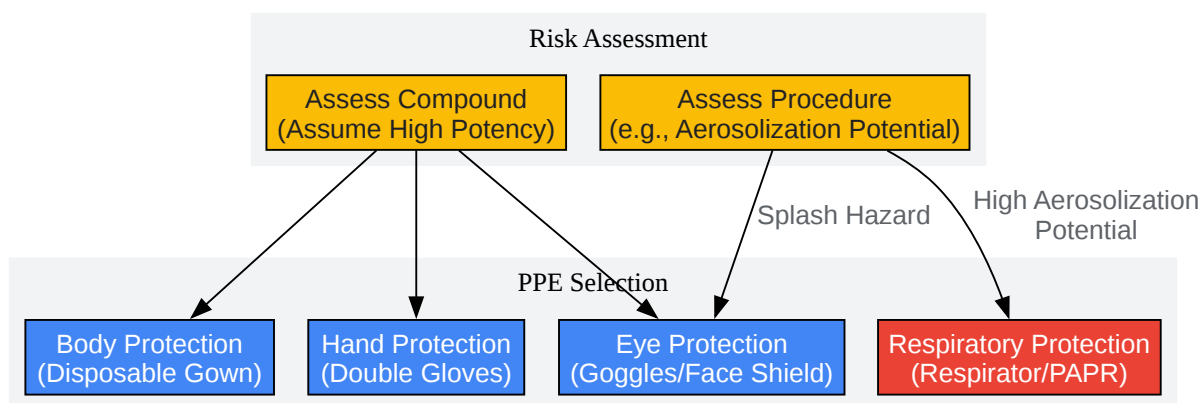 Risk Assessment
Assess Compound
(Assume High Potency)
Assess Procedure
(e.g., Aerosolization Potential)
Splash Hazard
High Aerosolization
Potential
PPE Selection
Body Protection
(Disposable Gown)
Hand Protection
(Double Gloves)
Eye Protection
(Goggles/Face Shield)
Respiratory Protection
(Respirator/PAPR)